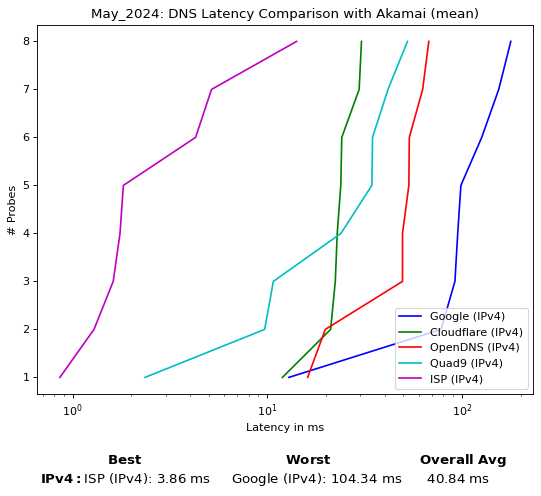 May_2024: DNS Latency Comparison with Akamai (mean)
8
7
6
5
4
3
2
1
# Probes
Google (IPv4)
Cloudflare (IPv4)
OpenDNS (IPv4)
Quad9 (IPv4)
ISP (IPv4)
10⁰ 10¹ 10²
Latency in ms
Best Worst Overall Avg
IPv4: ISP (IPv4): 3.86 ms Google (IPv4): 104.34 ms 40.84 ms